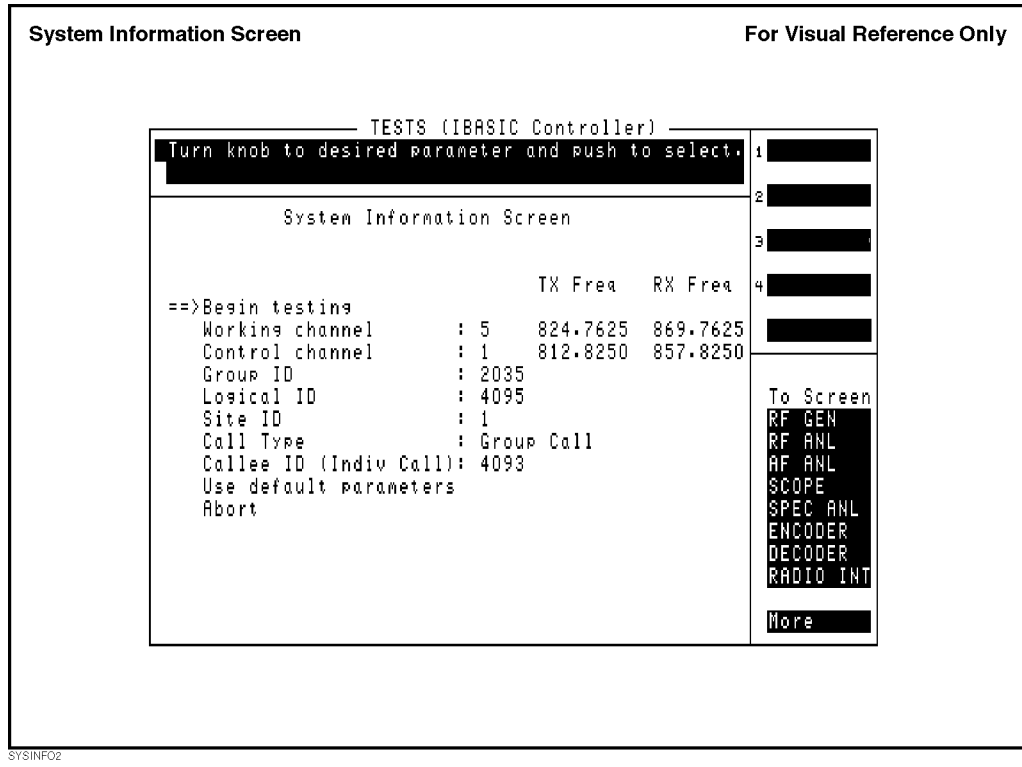 System Information Screen For Visual Reference Only
TESTS (IBASIC Controller)
Turn knob to desired parameter and push to select.
System Information Screen
TX Freq RX Freq
==>Begin testing
Working channel : 5 824.7625 869.7625
Control channel : 1 812.8250 857.8250
Group ID : 2035
Logical ID : 4095
Site ID : 1
Call Type : Group Call
Callee ID (Indiv Call): 4093
Use default parameters
Abort
1
2
3
4
To Screen
RF GEN
RF ANL
AF ANL
SCOPE
SPEC ANL
ENCODER
DECODER
RADIO INT
More
SYSINFO2